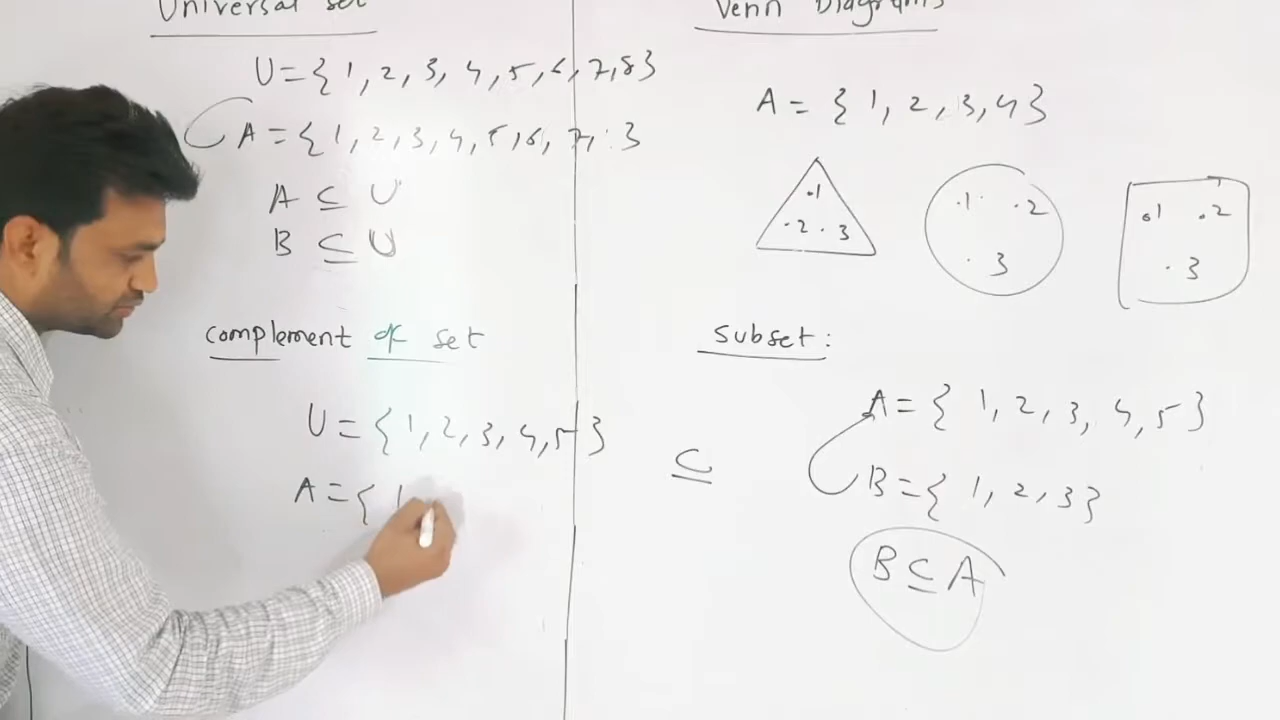 Universal set
U = { 1, 2, 3, 4, 5, 6, 7, 8 }
A = { 1, 2, 3, 4, 5, 6, 7, : }
A ⊆ U
B ⊆ U
complement of set
U = { 1, 2, 3, 4, 5 }
A = { 1
Venn Diagrams
A = { 1, 2, 3, 4 }
.1
.2 .3
.1 .2
.3
.1 .2
.3
Subset:
A = { 1, 2, 3, 4, 5 }
⊆
B = { 1, 2, 3 }
B ⊆ A